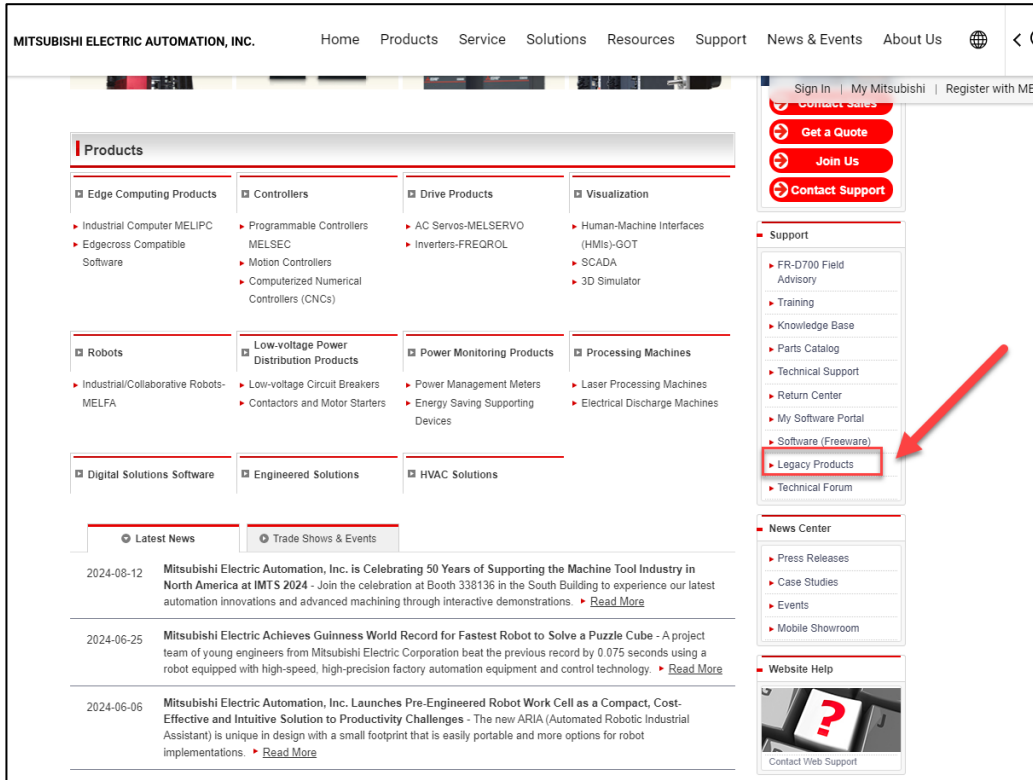 MITSUBISHI ELECTRIC AUTOMATION, INC.
Home Products Service Solutions Resources Support News & Events About Us
Sign In | My Mitsubishi | Register with ME
Contact Sales
Get a Quote
Join Us
Contact Support
Products
Edge Computing Products
Industrial Computer MELIPC
Edgecross Compatible
Software
Controllers
Programmable Controllers
MELSEC
Motion Controllers
Computerized Numerical
Controllers (CNCs)
Drive Products
AC Servos-MELSERVO
Inverters-FREQROL
Visualization
Human-Machine Interfaces
(HMIs)-GOT
SCADA
3D Simulator
Robots
Industrial/Collaborative Robots-
MELFA
Low-voltage Power
Distribution Products
Low-voltage Circuit Breakers
Contactors and Motor Starters
Power Monitoring Products
Power Management Meters
Energy Saving Supporting
Devices
Processing Machines
Laser Processing Machines
Electrical Discharge Machines
Digital Solutions Software
Engineered Solutions
HVAC Solutions
Latest News
Trade Shows & Events
2024-08-12 Mitsubishi Electric Automation, Inc. is Celebrating 50 Years of Supporting the Machine Tool Industry in
North America at IMTS 2024 - Join the celebration at Booth 338136 in the South Building to experience our latest
automation innovations and advanced machining through interactive demonstrations. Read More
2024-06-25 Mitsubishi Electric Achieves Guinness World Record for Fastest Robot to Solve a Puzzle Cube - A project
team of young engineers from Mitsubishi Electric Corporation beat the previous record by 0.075 seconds using a
robot equipped with high-speed, high-precision factory automation equipment and control technology. Read More
2024-06-06 Mitsubishi Electric Automation, Inc. Launches Pre-Engineered Robot Work Cell as a Compact, Cost-
Effective and Intuitive Solution to Productivity Challenges - The new ARIA (Automated Robotic Industrial
Assistant) is unique in design with a small footprint that is easily portable and more options for robot
implementations. Read More
Support
FR-D700 Field
Advisory
Training
Knowledge Base
Parts Catalog
Technical Support
Return Center
My Software Portal
Software (Freeware)
Legacy Products
Technical Forum
News Center
Press Releases
Case Studies
Events
Mobile Showroom
Website Help
?
J
Contact Web Support